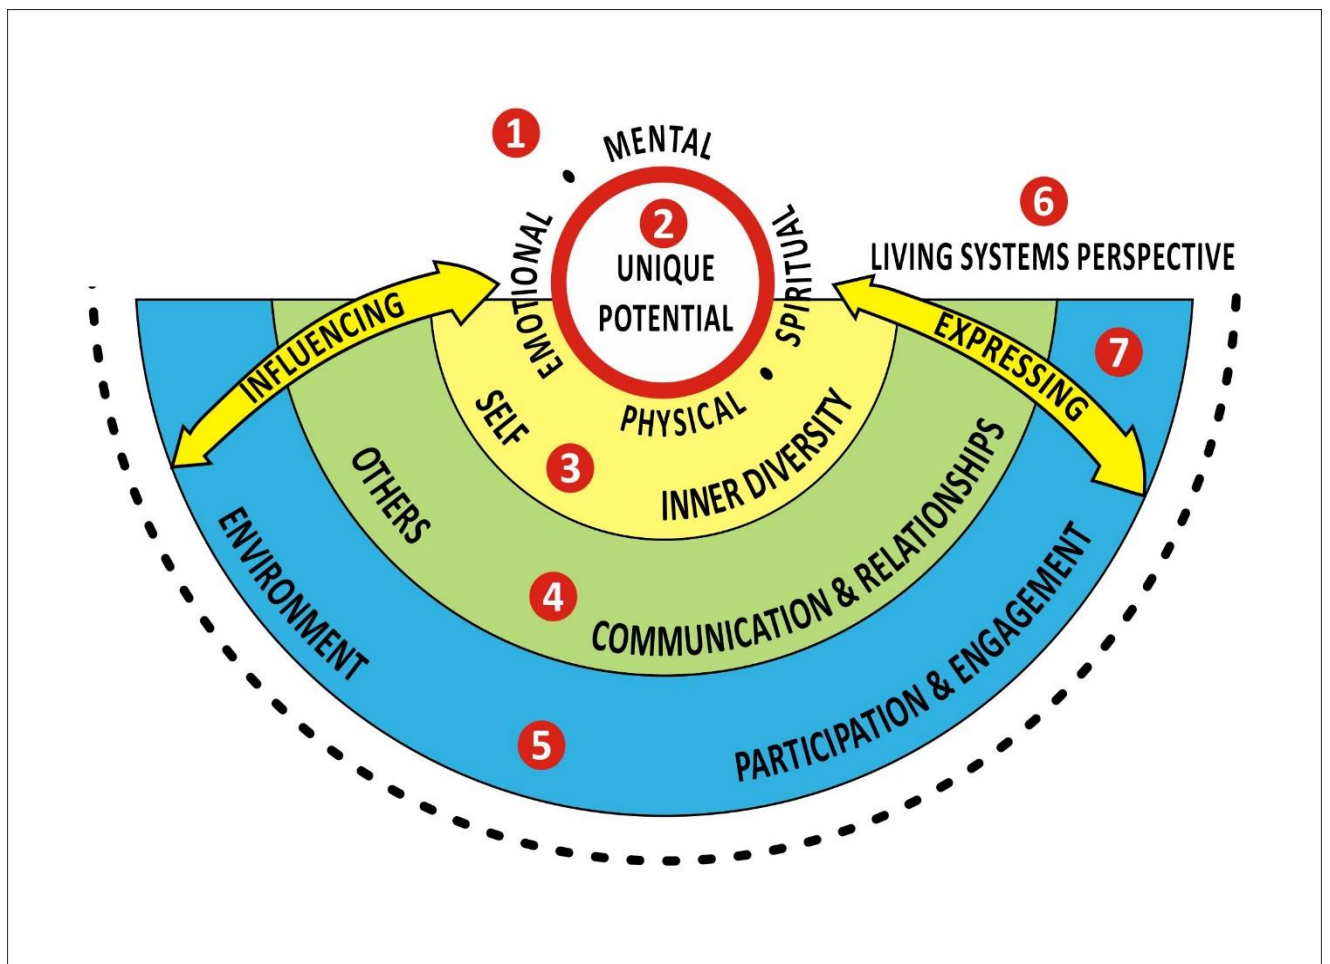 1
MENTAL
EMOTIONAL
SPIRITUAL
PHYSICAL
2
UNIQUE
POTENTIAL
6
LIVING SYSTEMS PERSPECTIVE
INFLUENCING
EXPRESSING
7
SELF
3
INNER DIVERSITY
OTHERS
4
COMMUNICATION & RELATIONSHIPS
ENVIRONMENT
5
PARTICIPATION & ENGAGEMENT